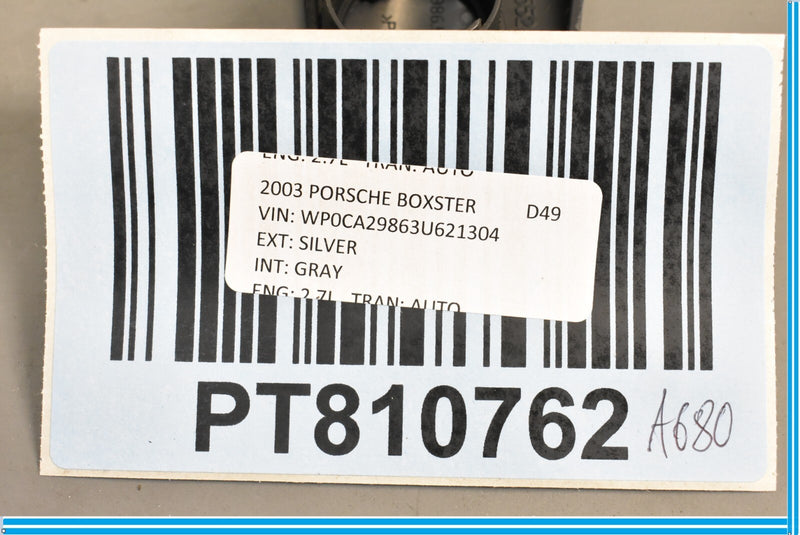 ENG: 2.7L TRAN: AUTO
2003 PORSCHE BOXSTER D49
VIN: WP0CA29863U621304
EXT: SILVER
INT: GRAY
ENG: 2.7L TRAN: AUTO
PT810762 A680